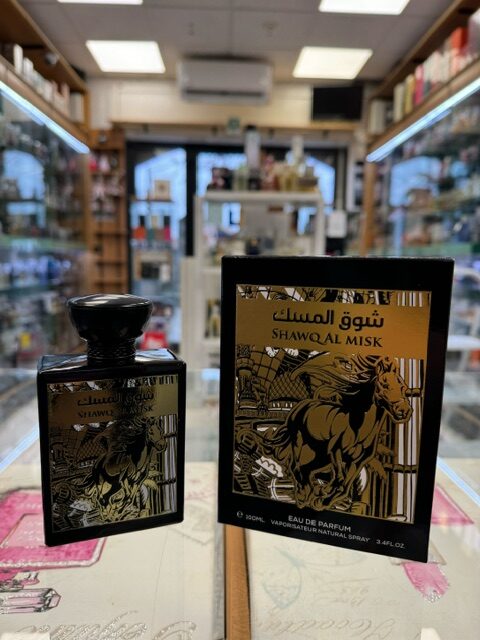 شوق المسك
SHAWQ AL MISK
شوق المسك
SHAWQ AL MISK
EAU DE PARFUM
℮ 100ML. VAPORISATEUR NATURAL SPRAY 3.4FL.OZ.